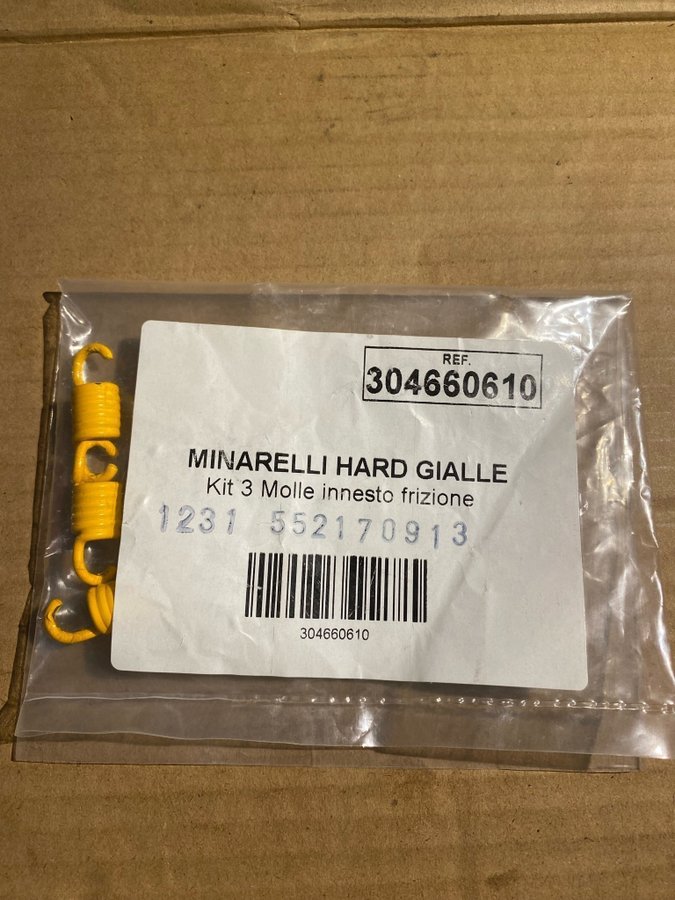 REF.
304660610
MINARELLI HARD GIALLE
Kit 3 Molle innesto frizione
1231 552170913
304660610